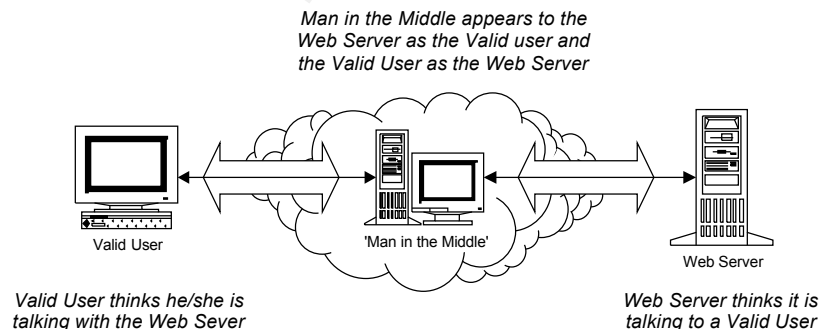 Man in the Middle appears to the
Web Server as the Valid user and
the Valid User as the Web Server
Valid User
'Man in the Middle'
Web Server
Valid User thinks he/she is
talking with the Web Sever
Web Server thinks it is
talking to a Valid User